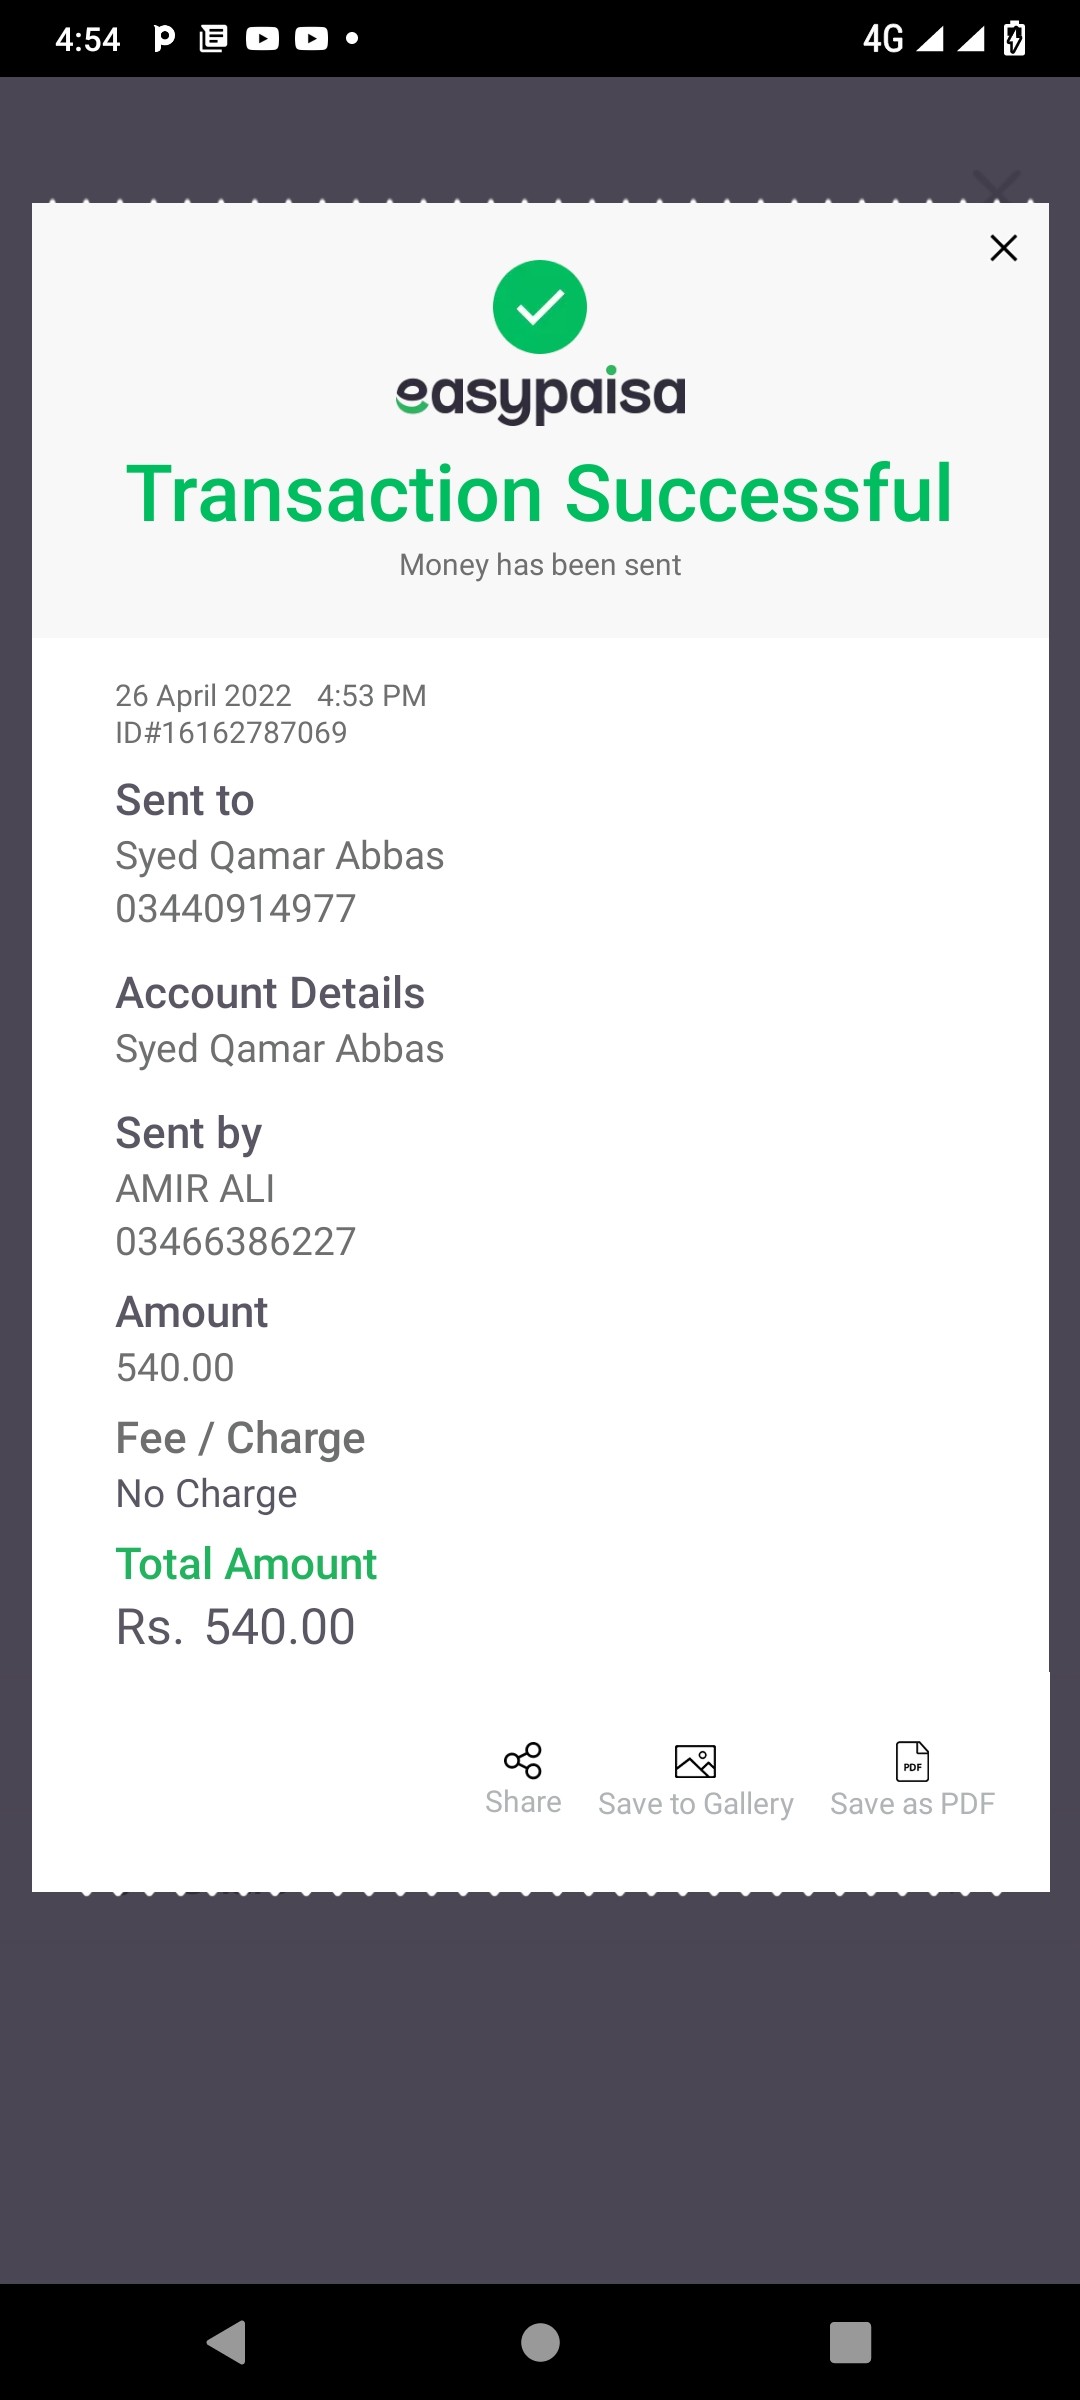 4:54
4G
easypaisa
Transaction Successful
Money has been sent
26 April 2022 4:53 PM
ID#16162787069
Sent to
Syed Qamar Abbas
03440914977
Account Details
Syed Qamar Abbas
Sent by
AMIR ALI
03466386227
Amount
540.00
Fee / Charge
No Charge
Total Amount
Rs. 540.00
PDF
Share Save to Gallery Save as PDF